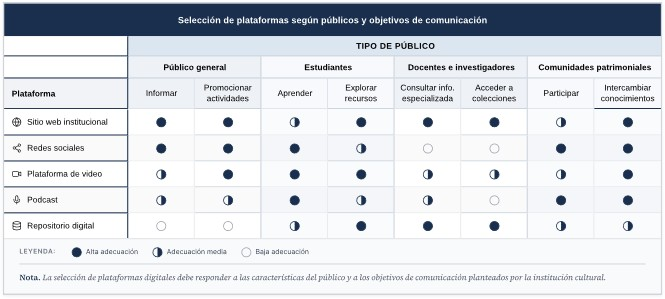 Selección de plataformas según públicos y objetivos de comunicación
TIPO DE PÚBLICO
Público general Estudiantes Docentes e investigadores Comunidades patrimoniales
Plataforma Informar Promocionar actividades Aprender Explorar recursos Consultar info. especializada Acceder a colecciones Participar Intercambiar conocimientos
Sitio web institucional
Redes sociales
Plataforma de video
Podcast
Repositorio digital
LEYENDA: Alta adecuación Adecuación media Baja adecuación
Nota. La selección de plataformas digitales debe responder a las características del público y a los objetivos de comunicación planteados por la institución cultural.